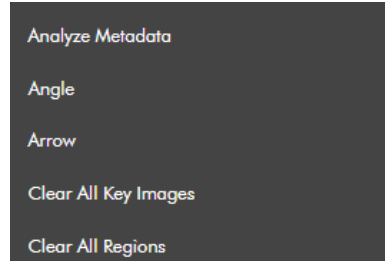 Analyze Metadata
Angle
Arrow
Clear All Key Images
Clear All Regions